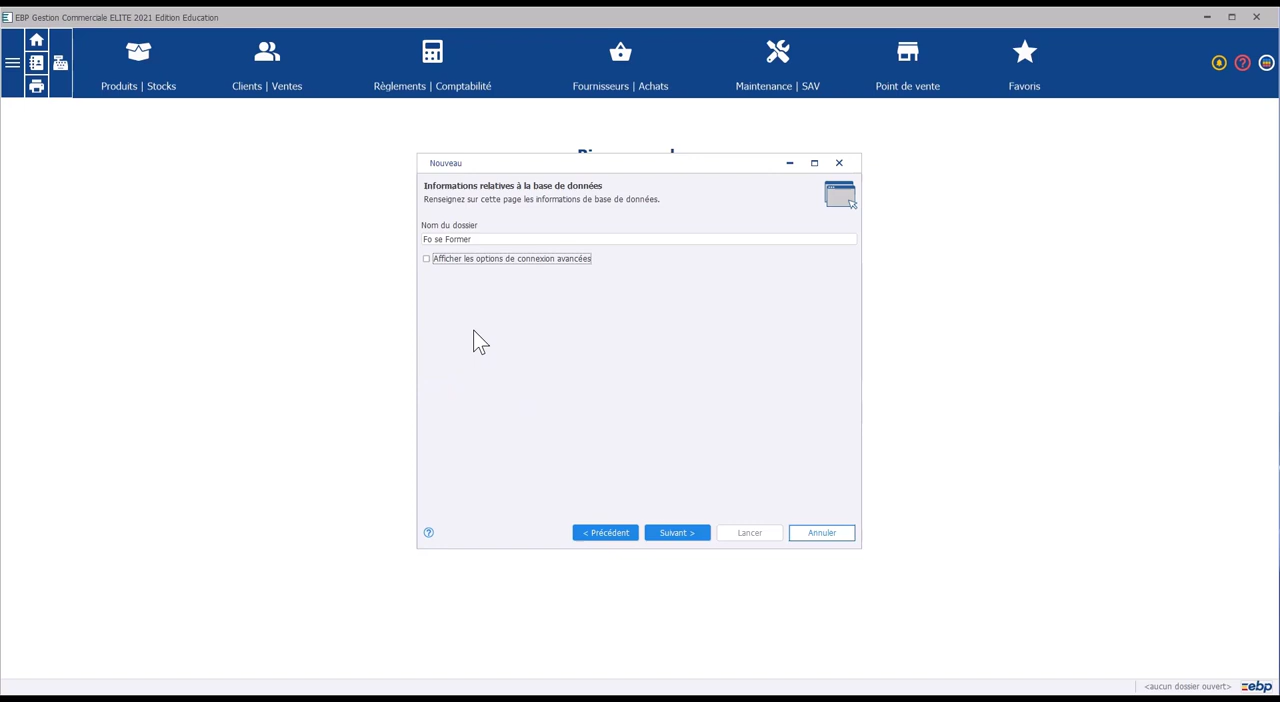 EBP Gestion Commerciale ELITE 2021 Edition Education
Produits | Stocks
Clients | Ventes
Règlements | Comptabilité
Fournisseurs | Achats
Maintenance | SAV
Point de vente
Favoris
Nouveau
Informations relatives à la base de données
Renseignez sur cette page les informations de base de données.
Nom du dossier
Fo se Former
Afficher les options de connexion avancées
< Précédent
Suivant >
Lancer
Annuler
<aucun dossier ouvert>
ebp